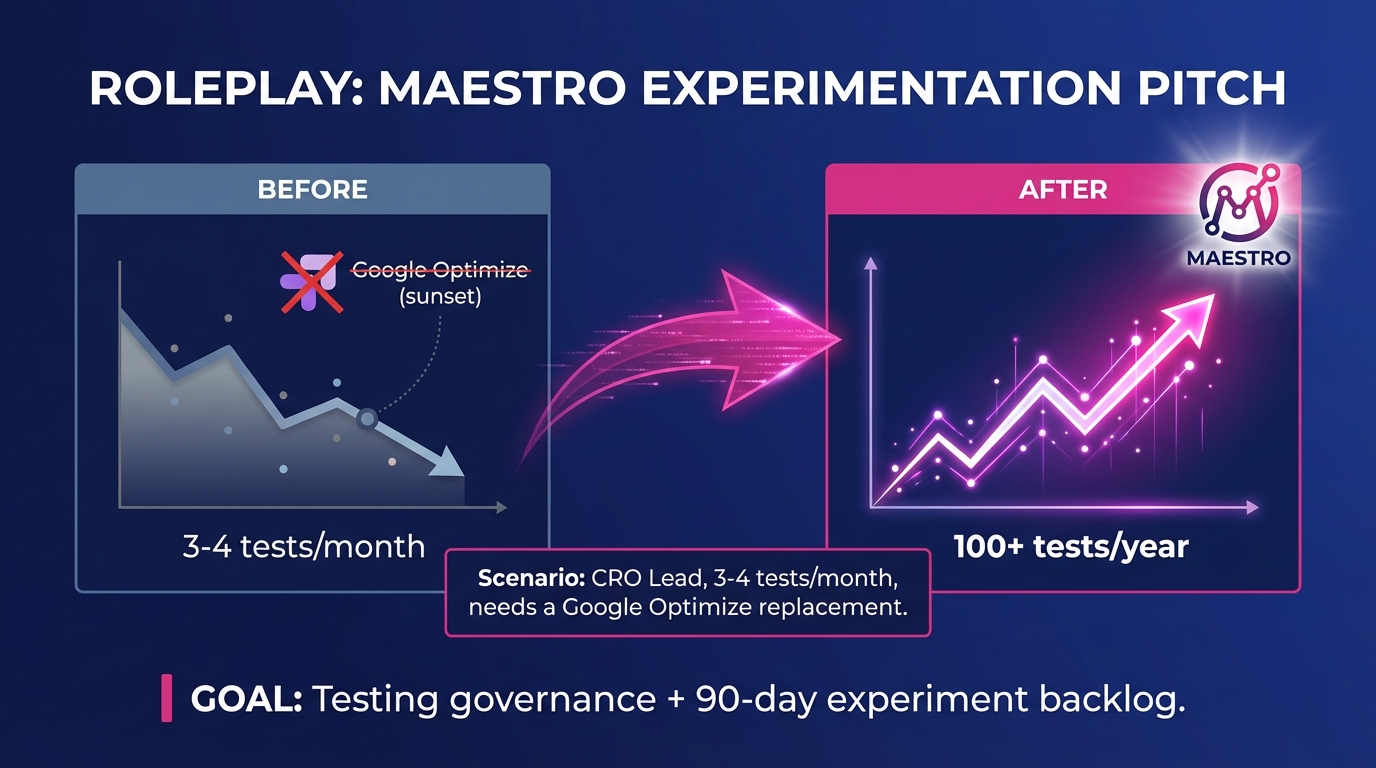 ROLEPLAY: MAESTRO EXPERIMENTATION PITCH
BEFORE
Google Optimize
(sunset)
3-4 tests/month
AFTER
MAESTRO
100+ tests/year
Scenario: CRO Lead, 3-4 tests/month,
needs a Google Optimize replacement.
GOAL: Testing governance + 90-day experiment backlog.